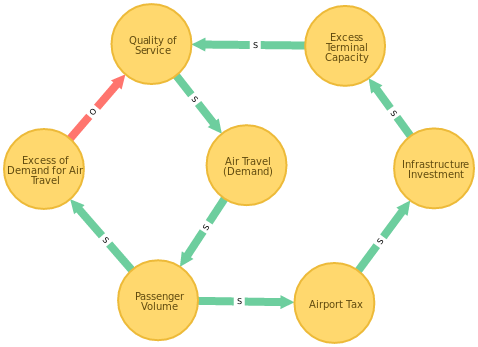 Quality of
Service
s
Excess
Terminal
Capacity
o
s
s
Excess of
Demand for Air
Travel
Air Travel
(Demand)
Infrastructure
Investment
s
s
s
Passenger
Volume
s
Airport Tax